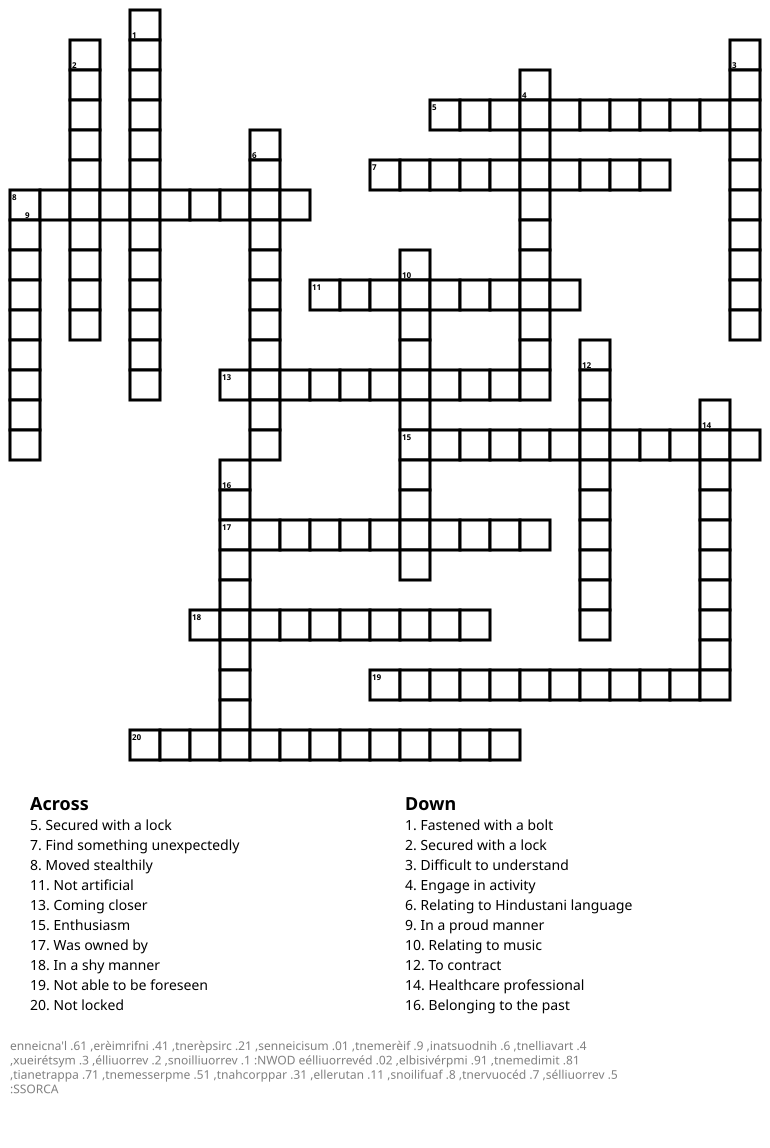 1
2
3
4
5
6
7
8
9
10
11
12
13
14
15
16
17
18
19
20
Across
5. Secured with a lock
7. Find something unexpectedly
8. Moved stealthily
11. Not artificial
13. Coming closer
15. Enthusiasm
17. Was owned by
18. In a shy manner
19. Not able to be foreseen
20. Not locked
Down
1. Fastened with a bolt
2. Secured with a lock
3. Difficult to understand
4. Engage in activity
6. Relating to Hindustani language
9. In a proud manner
10. Relating to music
12. To contract
14. Healthcare professional
16. Belonging to the past
enneicna'l .61 ,erèimrifni .41 ,tnerèpsirc .21 ,senneicisum .01 ,tnemerèif .9 ,inatsuodnih .6 ,tnelliavart .4
,xueirétsym .3 ,élliuorrev .2 ,snoilliuorrev .1 :NWOD eélliuorrevéd .02 ,elbisivérpmi .91 ,tnemedimit .81
,tianetrappa .71 ,tnemesserpme .51 ,tnahcorppar .31 ,ellerutan .11 ,snoilifuaf .8 ,tnervuocéd .7 ,sélliuorrev .5
:SSORCA